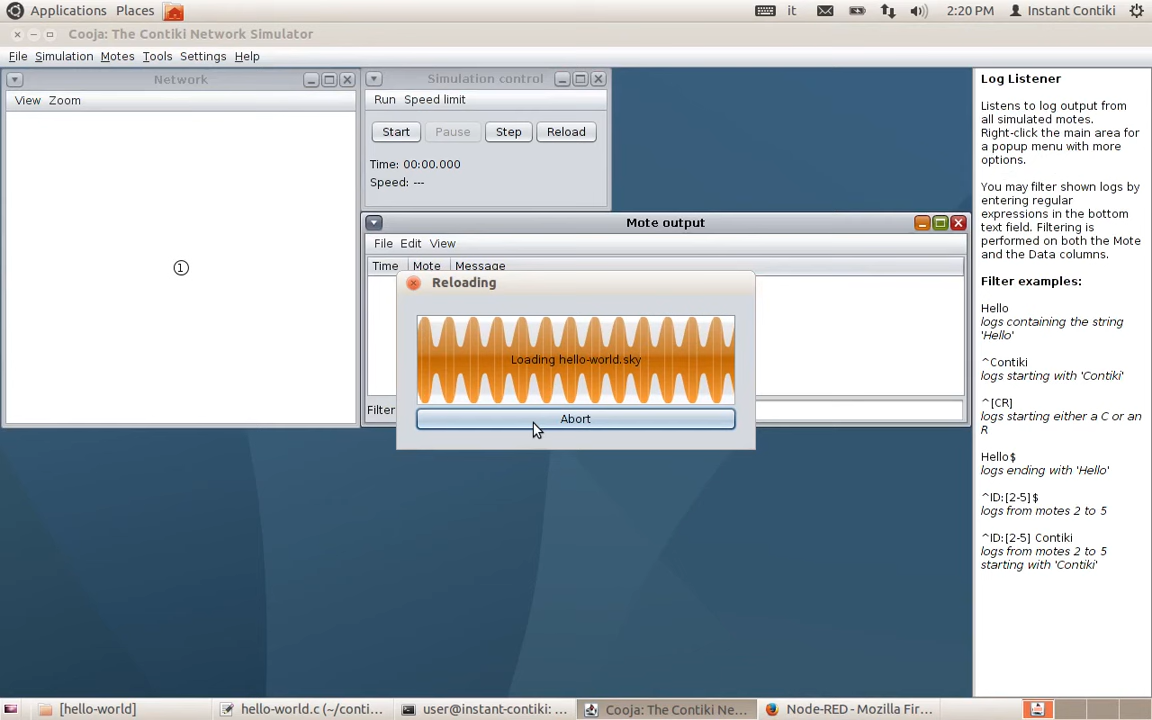 Applications Places it 2:20 PM Instant Contiki
Cooja: The Contiki Network Simulator
File Simulation Motes Tools Settings Help
Network
View Zoom
1
Simulation control
Run Speed limit
Start Pause Step Reload
Time: 00:00.000
Speed: ---
Mote output
File Edit View
Time Mote Message
Reloading
Loading hello-world.sky
Abort
Filter
Log Listener
Listens to log output from
all simulated motes.
Right-click the main area for
a popup menu with more
options.
You may filter shown logs by
entering regular
expressions in the bottom
text field. Filtering is
performed on both the Mote
and the Data columns.
Filter examples:
Hello
logs containing the string
'Hello'
^Contiki
logs starting with 'Contiki'
^[CR]
logs starting either a C or an
R
Hello$
logs ending with 'Hello'
^ID:[2-5]$
logs from motes 2 to 5
^ID:[2-5] Contiki
logs from motes 2 to 5
starting with 'Contiki'
[hello-world] hello-world.c (~/conti... user@instant-contiki: ... Cooja: The Contiki Ne... Node-RED - Mozilla Fir...